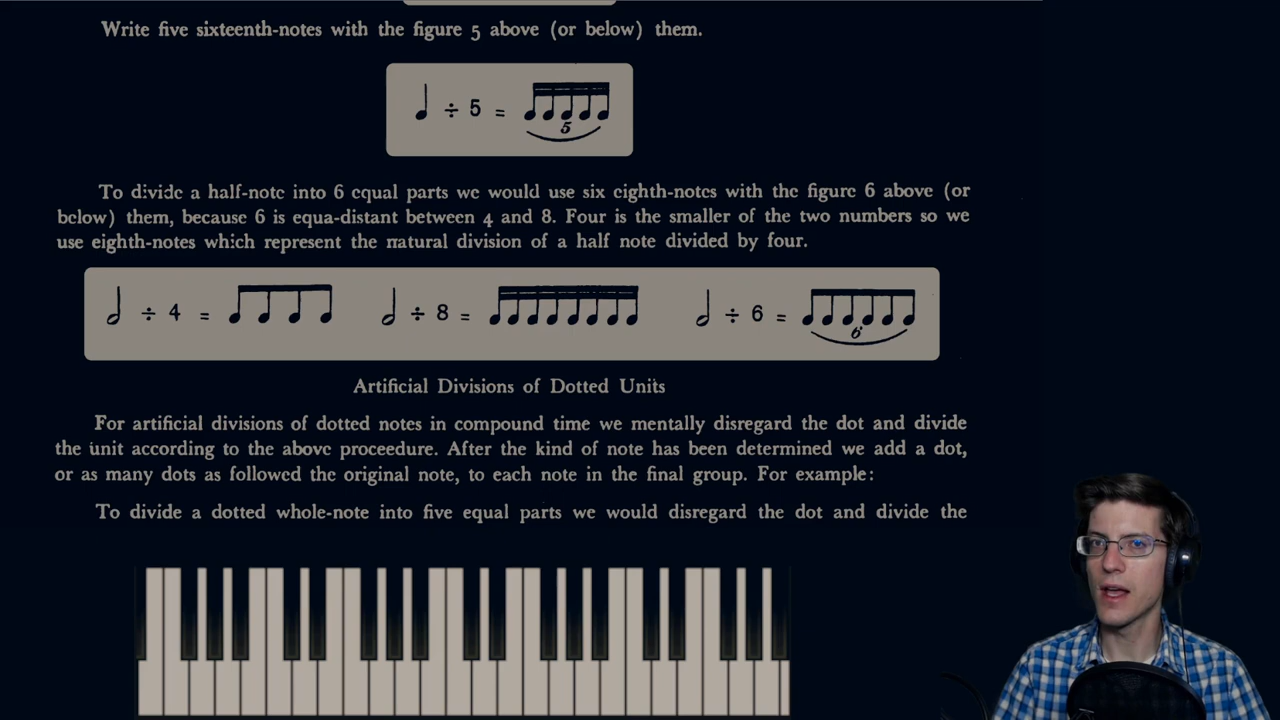 Write five sixteenth-notes with the figure 5 above (or below) them.
÷ 5 = 5
To divide a half-note into 6 equal parts we would use six eighth-notes with the figure 6 above (or
below) them, because 6 is equa-distant between 4 and 8. Four is the smaller of the two numbers so we
use eighth-notes which represent the natural division of a half note divided by four.
÷ 4 = ÷ 8 = ÷ 6 = 6
Artificial Divisions of Dotted Units
For artificial divisions of dotted notes in compound time we mentally disregard the dot and divide
the unit according to the above proceedure. After the kind of note has been determined we add a dot,
or as many dots as followed the original note, to each note in the final group. For example:
To divide a dotted whole-note into five equal parts we would disregard the dot and divide the